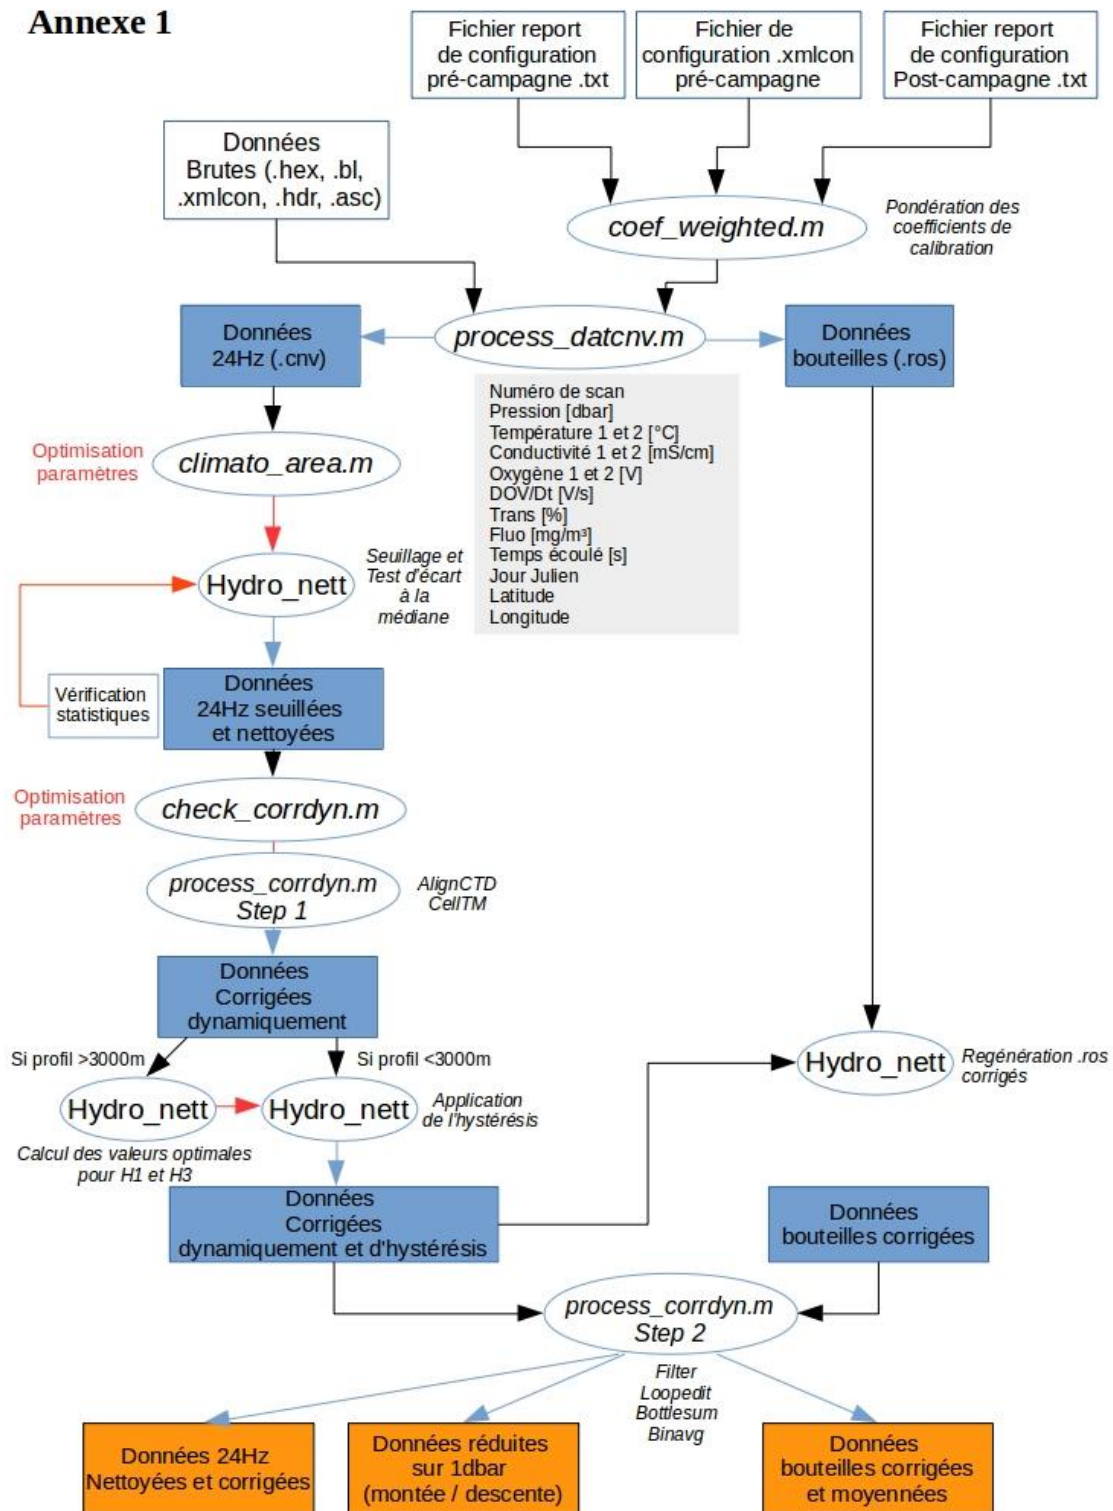 Annexe 1
Fichier report
de configuration
pré-campagne .txt
Fichier de
configuration .xmlcon
pré-campagne
Fichier report
de configuration
Post-campagne .txt
Données
Brutes (.hex, .bl,
.xmlcon, .hdr, .asc)
coef_weighted.m
Pondération des
coefficients de
calibration
Données
24Hz (.cnv)
process_datcnv.m
Données
bouteilles (.ros)
Numéro de scan
Pression [dbar]
Température 1 et 2 [°C]
Conductivité 1 et 2 [mS/cm]
Oxygène 1 et 2 [V]
DOV/Dt [V/s]
Trans [%]
Fluo [mg/m³]
Temps écoulé [s]
Jour Julien
Latitude
Longitude
Optimisation
paramètres
climato_area.m
Hydro_nett
Seuillage et
Test d'écart
à la
médiane
Vérification
statistiques
Données
24Hz seuillées
et nettoyées
Optimisation
paramètres
check_corrdyn.m
process_corrdyn.m
Step 1
AlignCTD
CellTM
Données
Corrigées
dynamiquement
Si profil >3000m
Si profil <3000m
Hydro_nett
Hydro_nett
Application
de l'hystérésis
Calcul des valeurs optimales
pour H1 et H3
Hydro_nett
Regénération .ros
corrigés
Données
Corrigées
dynamiquement et d'hystérésis
Données
bouteilles corrigées
process_corrdyn.m
Step 2
Filter
Loopedit
Bottlesum
Binavg
Données 24Hz
Nettoyées et corrigées
Données réduites
sur 1dbar
(montée / descente)
Données
bouteilles corrigées
et moyennées